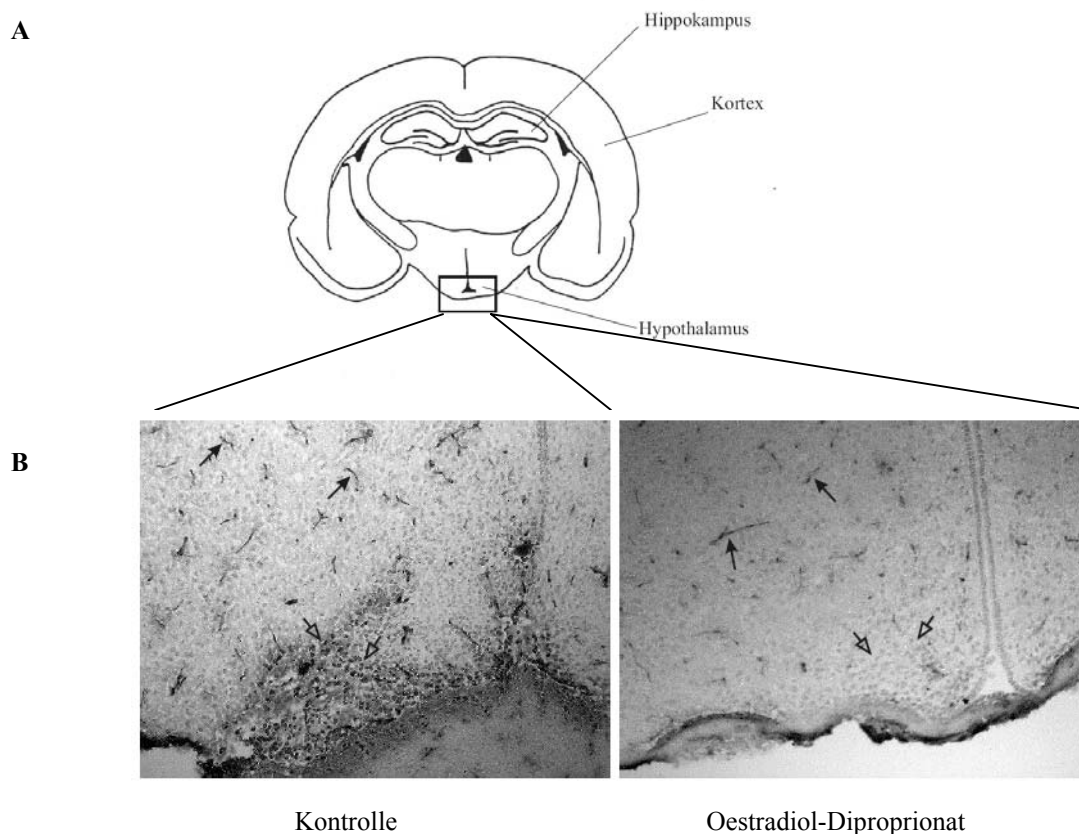 A
Hippokampus
Kortex
Hypothalamus
B
Kontrolle
Oestradiol-Diproprionat